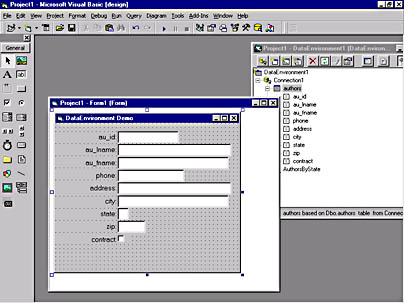 Project1 - Microsoft Visual Basic [design]
File Edit View Project Format Debug Run Query Diagram Tools Add-Ins Window Help
General
Project1 - DataEnvironment1 (DataEnviron...
DataEnvironment1
Connection1
authors
au_id
au_lname
au_fname
phone
address
city
state
zip
contract
AuthorsByState
authors based on Dbo.authors table from Connec
Project1 - Form1 (Form)
DataEnvironment Demo
au_id:
au_lname:
au_fname:
phone:
address:
city:
state:
zip:
contract: